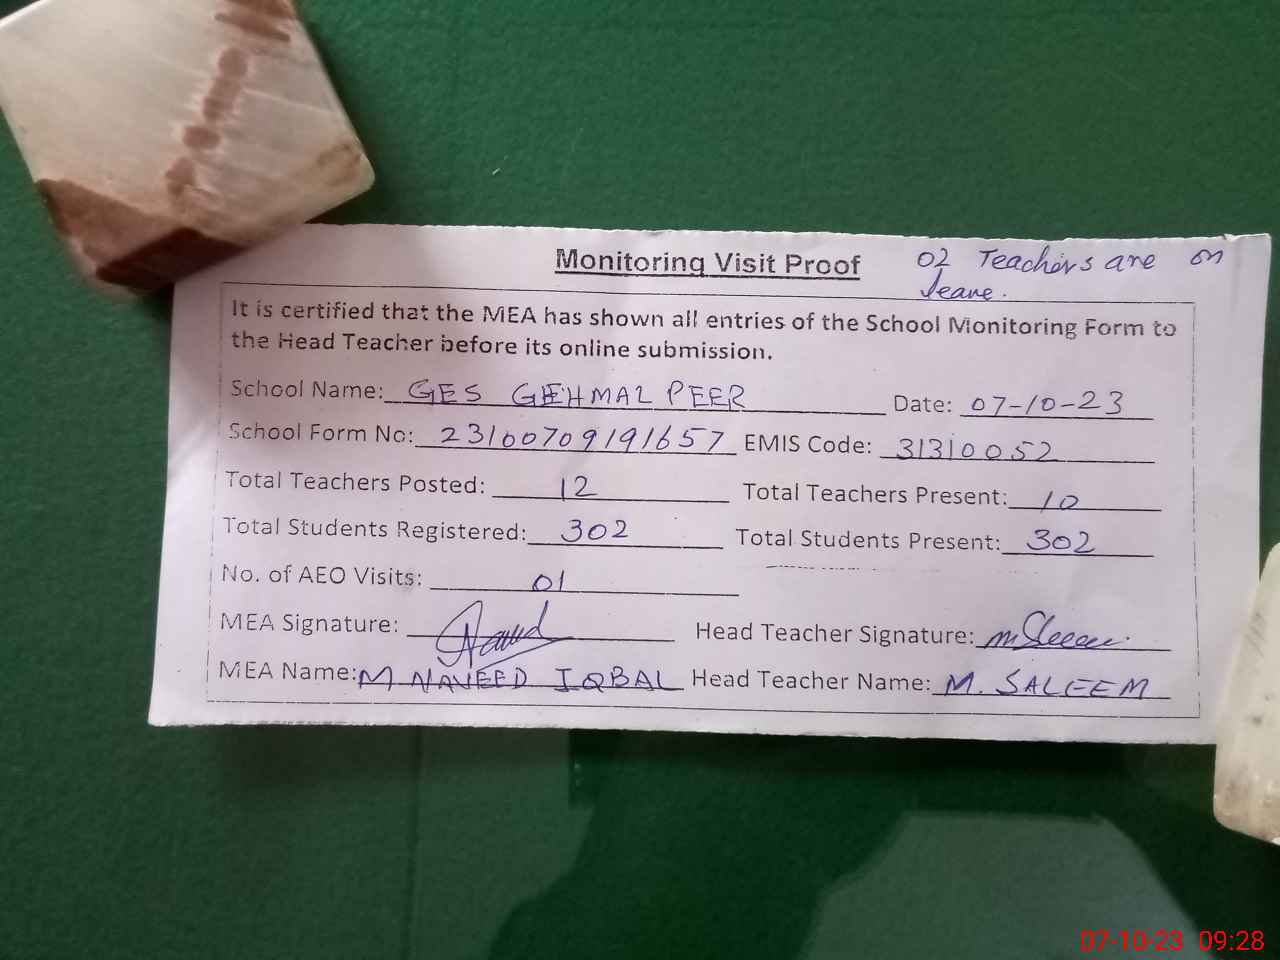 Monitoring Visit Proof
02 Teachers are on
leave.
It is certified that the MEA has shown all entries of the School Monitoring Form to
the Head Teacher before its online submission.
School Name: GES GEHMAL PEER Date: 07-10-23
School Form No: 23100709191657 EMIS Code: 31310052
Total Teachers Posted: 12 Total Teachers Present: 10
Total Students Registered: 302 Total Students Present: 302
No. of AEO Visits: 01
MEA Signature: Head Teacher Signature:
MEA Name: M NAVEED IQBAL Head Teacher Name: M. SALEEM
07-10-23 09:28